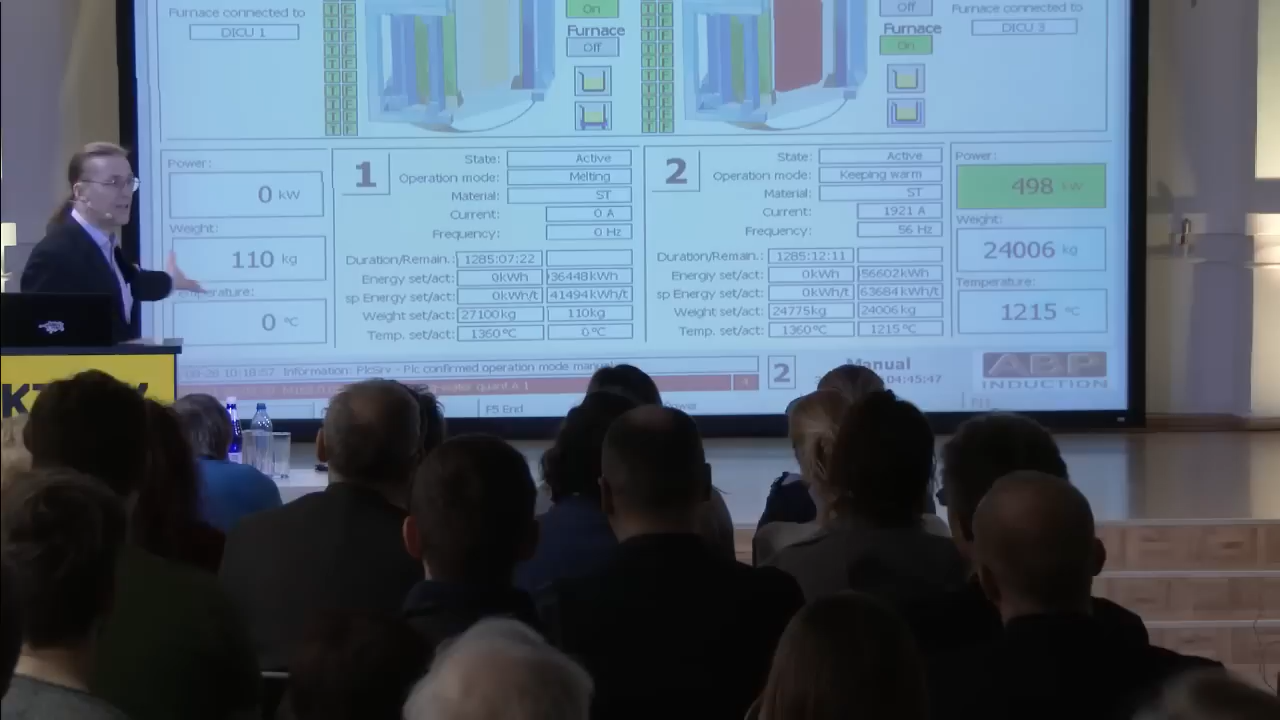 Furnace connected to
DICU 1
On
Furnace
Off
Off
Furnace
On
Furnace connected to
DICU 3
Power:
0 kW
Weight:
110 kg
Temperature:
0 °C
1
State: Active
Operation mode: Melting
Material: ST
Current: 0 A
Frequency: 0 Hz
Duration/Remain.: 1285:07:22
Energy set/act: 0kWh 36448kWh
sp Energy set/act: 0kWh/t 41494kWh/t
Weight set/act: 27100kg 110kg
Temp. set/act: 1360°C 0°C
2
State: Active
Operation mode: Keeping warm
Material: ST
Current: 1921 A
Frequency: 56 Hz
Duration/Remain.: 1285:12:11
Energy set/act: 0kWh 56602kWh
sp Energy set/act: 0kWh/t 63684kWh/t
Weight set/act: 24775kg 24006kg
Temp. set/act: 1360°C 1215°C
Power:
498 kW
Weight:
24006 kg
Temperature:
1215 °C
10:18:57 Information: PlcSrv - Plc confirmed operation mode manual
2
Manual
04:45:47
ABP
INDUCTION
F5 End